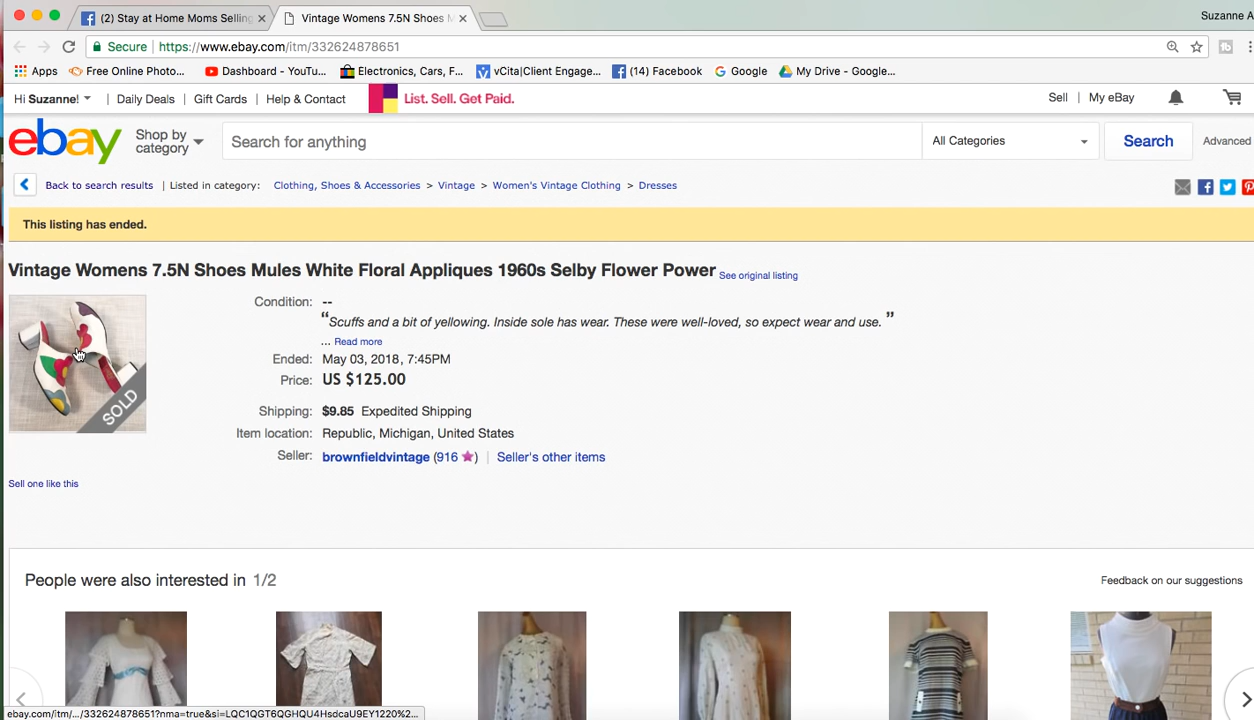 (2) Stay at Home Moms Selling
Vintage Womens 7.5N Shoes M
Suzanne A
Secure
https://www.ebay.com/itm/332624878651
Apps
Free Online Photo...
Dashboard - YouTu...
Electronics, Cars, F...
vCita|Client Engage...
(14) Facebook
Google
My Drive - Google...
Hi Suzanne!
Daily Deals
Gift Cards
Help & Contact
List. Sell. Get Paid.
Sell
My eBay
ebay
Shop by
category
Search for anything
All Categories
Search
Advanced
Back to search results
Listed in category:
Clothing, Shoes & Accessories > Vintage > Women's Vintage Clothing > Dresses
This listing has ended.
Vintage Womens 7.5N Shoes Mules White Floral Appliques 1960s Selby Flower Power
See original listing
SOLD
Condition: --
“Scuffs and a bit of yellowing. Inside sole has wear. These were well-loved, so expect wear and use. ”
... Read more
Ended: May 03, 2018, 7:45PM
Price: US $125.00
Shipping: $9.85 Expedited Shipping
Item location: Republic, Michigan, United States
Seller: brownfieldvintage (916 ) | Seller's other items
Sell one like this
People were also interested in 1/2
Feedback on our suggestions
ebay.com/itm/.../332624878651?nma=true&si=LQC1QGT6QGHQU4HsdcaU9EY1220%2...